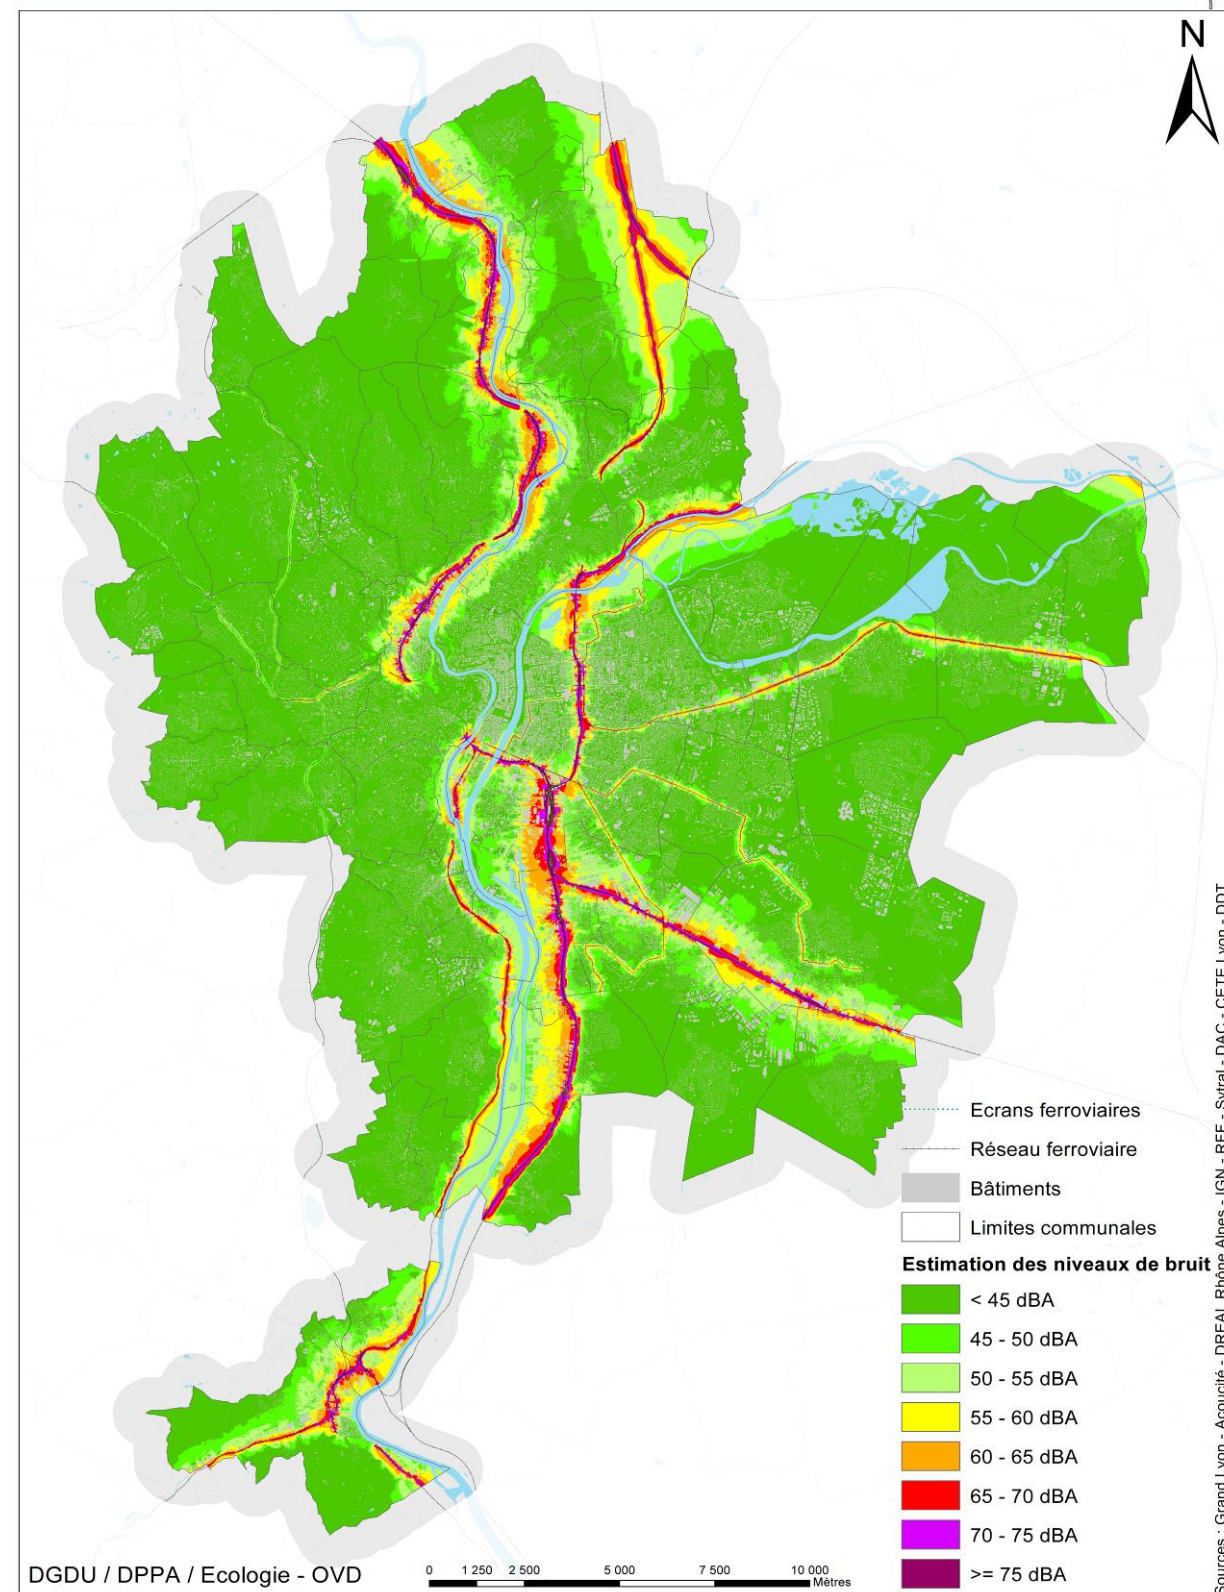 N
Ecrans ferroviaires
Réseau ferroviaire
Bâtiments
Limites communales
Estimation des niveaux de bruit
< 45 dBA
45 - 50 dBA
50 - 55 dBA
55 - 60 dBA
60 - 65 dBA
65 - 70 dBA
70 - 75 dBA
>= 75 dBA
DGDU / DPPA / Ecologie - OVD
0 1 250 2 500 5 000 7 500 10 000
Mètres
Sources : Grand Lyon - Acoucité - DREAL Rhône Alpes - IGN - RFF - Sytral - DAC - CETE Lyon - DDT